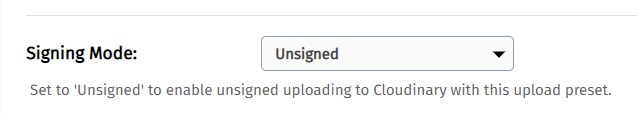 Signing Mode: Unsigned
Set to 'Unsigned' to enable unsigned uploading to Cloudinary with this upload preset.